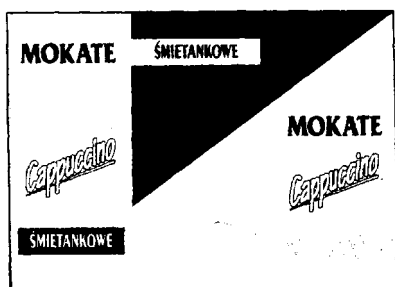 MOKATE
ŚMIETANKOWE
Cappuccino
ŚMIETANKOWE
MOKATE
Cappuccino